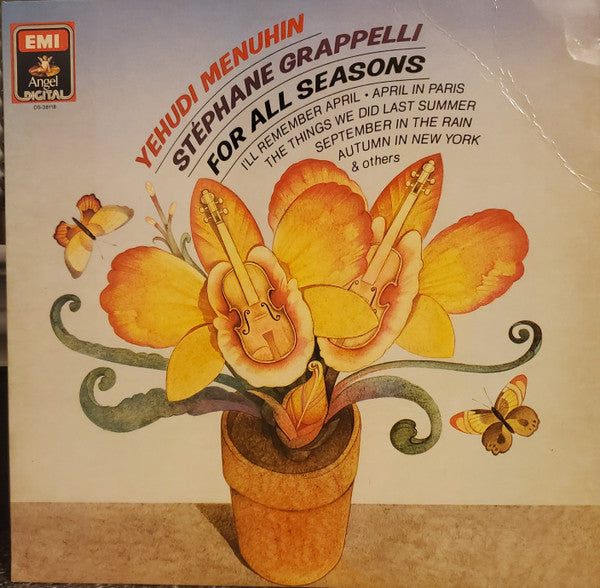 EMI
Angel
DIGITAL
DS-38118
YEHUDI MENUHIN
STÉPHANE GRAPPELLI
FOR ALL SEASONS
I'LL REMEMBER APRIL • APRIL IN PARIS
THE THINGS WE DID LAST SUMMER
SEPTEMBER IN THE RAIN
AUTUMN IN NEW YORK
& others